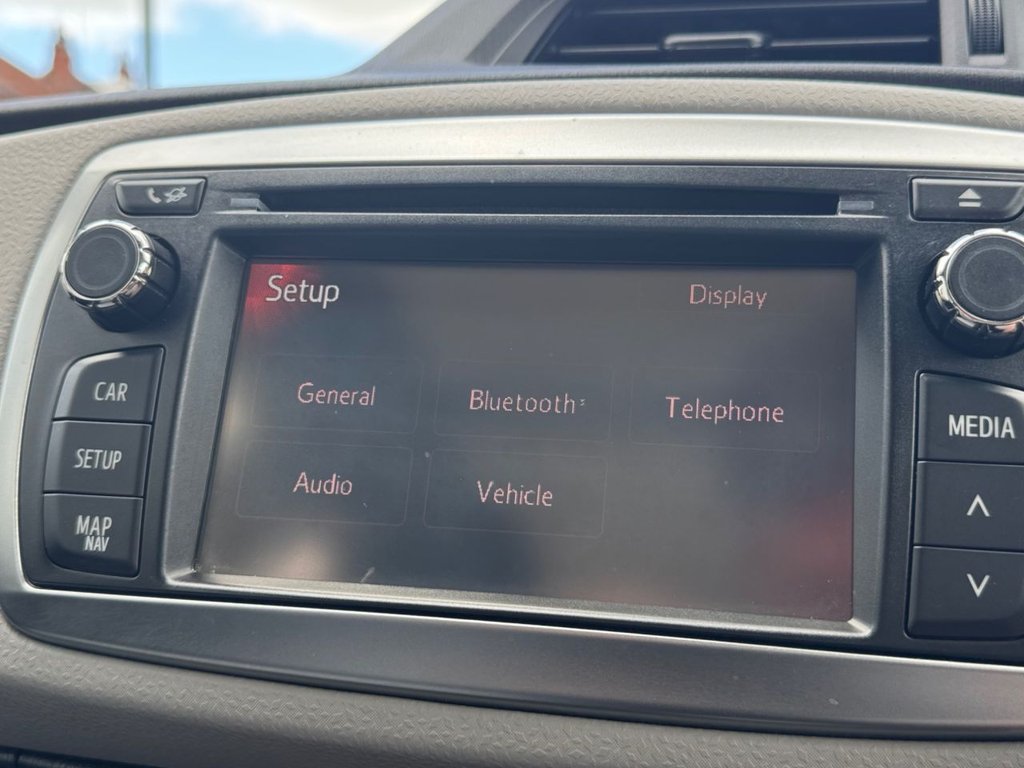 Setup
Display
General
Bluetooth*
Telephone
Audio
Vehicle
CAR
SETUP
MAP
NAV
MEDIA